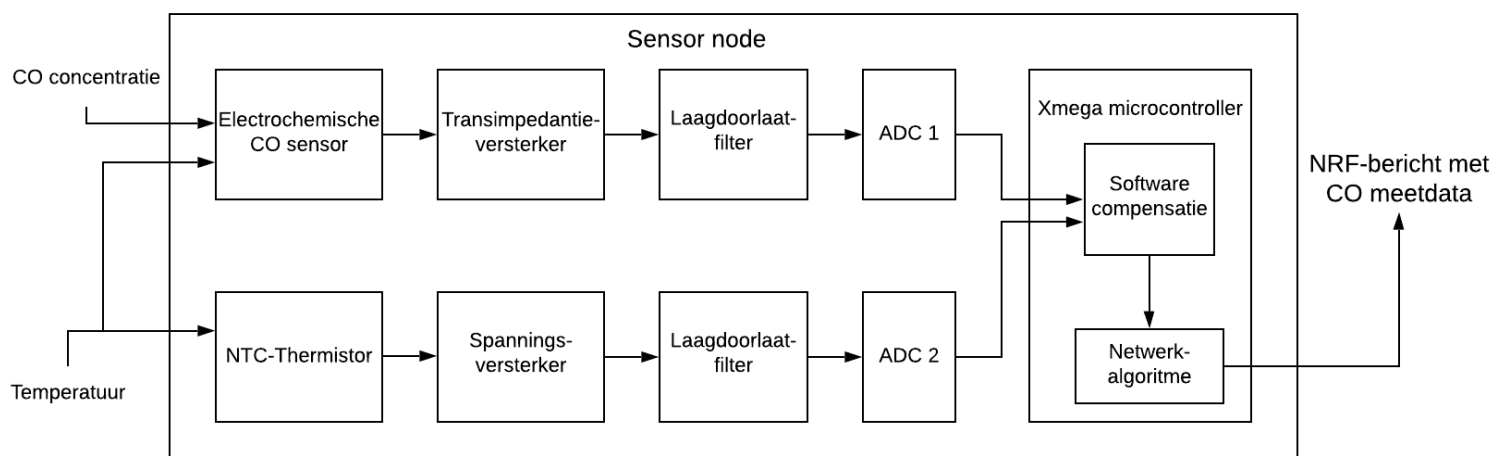 Sensor node
CO concentratie
Electrochemische
CO sensor
Transimpedantie-
versterker
Laagdoorlaat-
filter
ADC 1
Xmega microcontroller
Software
compensatie
NRF-bericht met
CO meetdata
Temperatuur
NTC-Thermistor
Spannings-
versterker
Laagdoorlaat-
filter
ADC 2
Netwerk-
algoritme